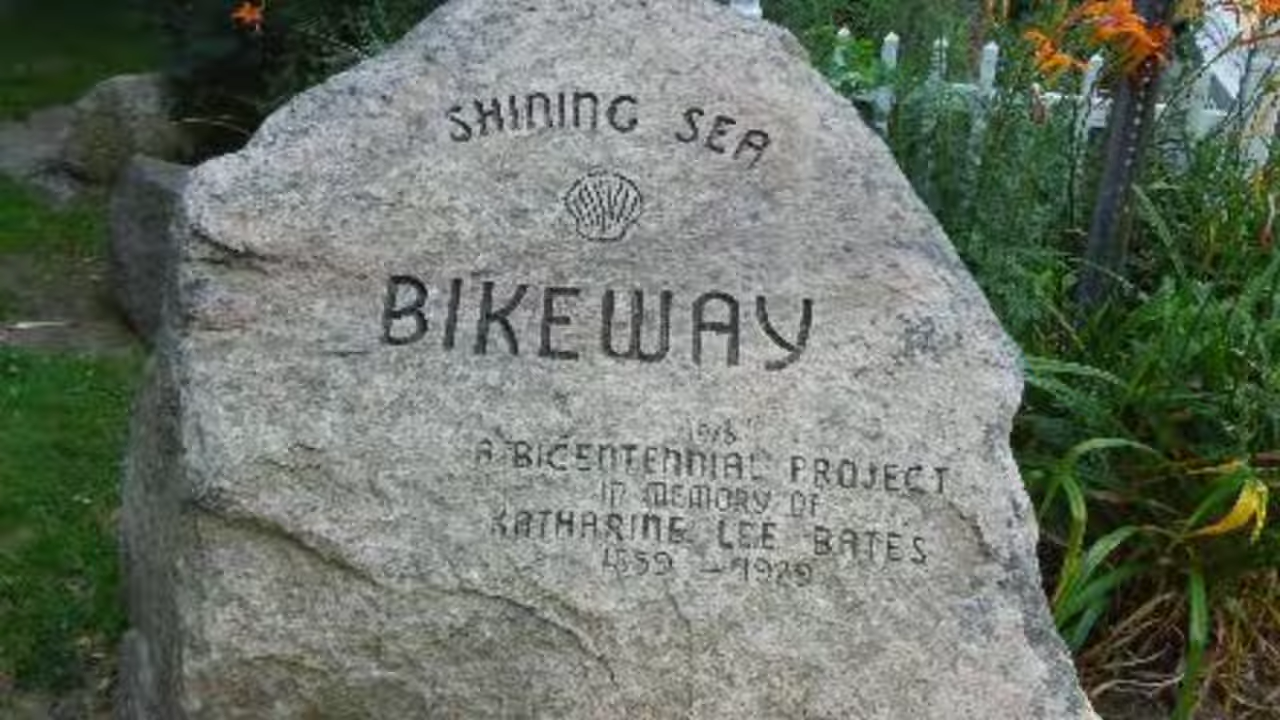 SHINING SEA
BIKEWAY
1976
A BICENTENNIAL PROJECT
IN MEMORY OF
KATHARINE LEE BATES
1859 - 1929